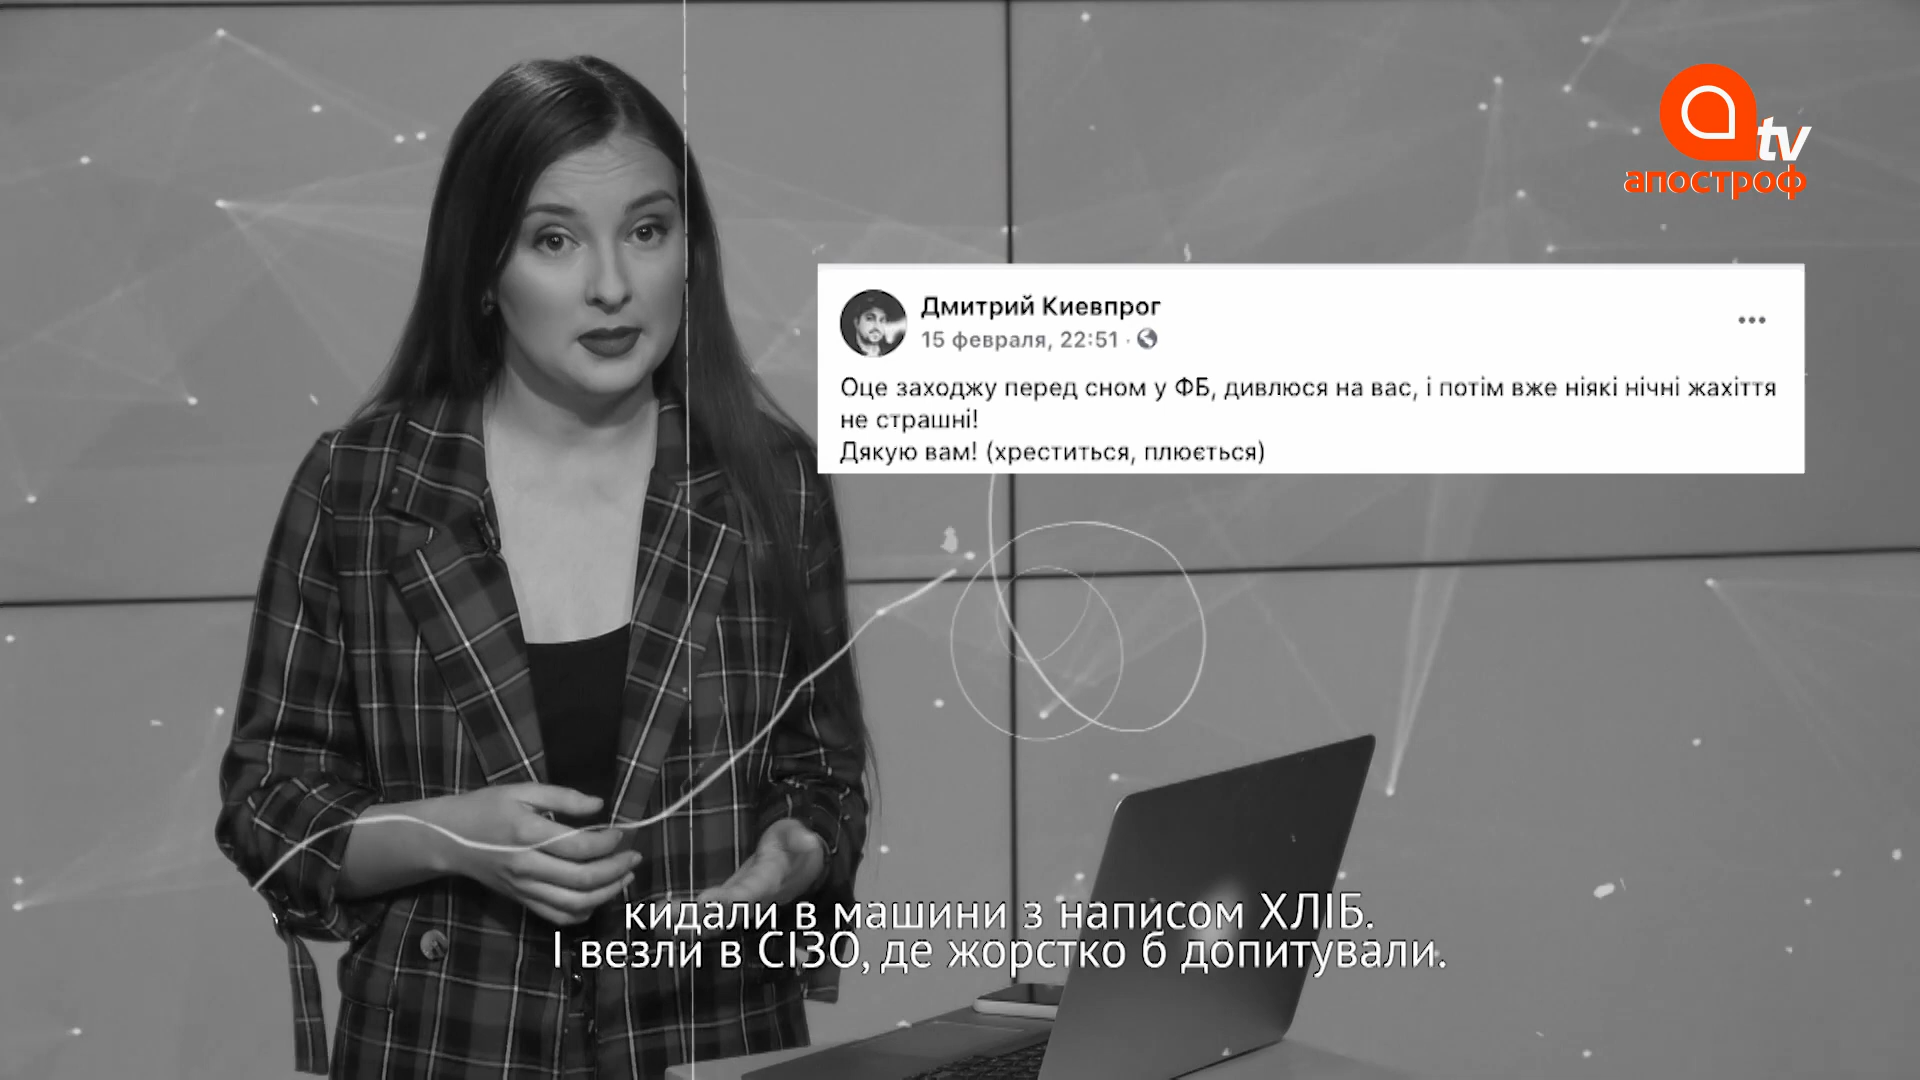 tv
апостроф
Дмитрий Киевпрог
15 февраля, 22:51 ·
Оце заходжу перед сном у ФБ, дивлюся на вас, і потім вже ніякі нічні жахіття
не страшні!
Дякую вам! (хреститься, плюється)
кидали в машини з написом ХЛІБ.
І везли в СІЗО, де жорстко б допитували.